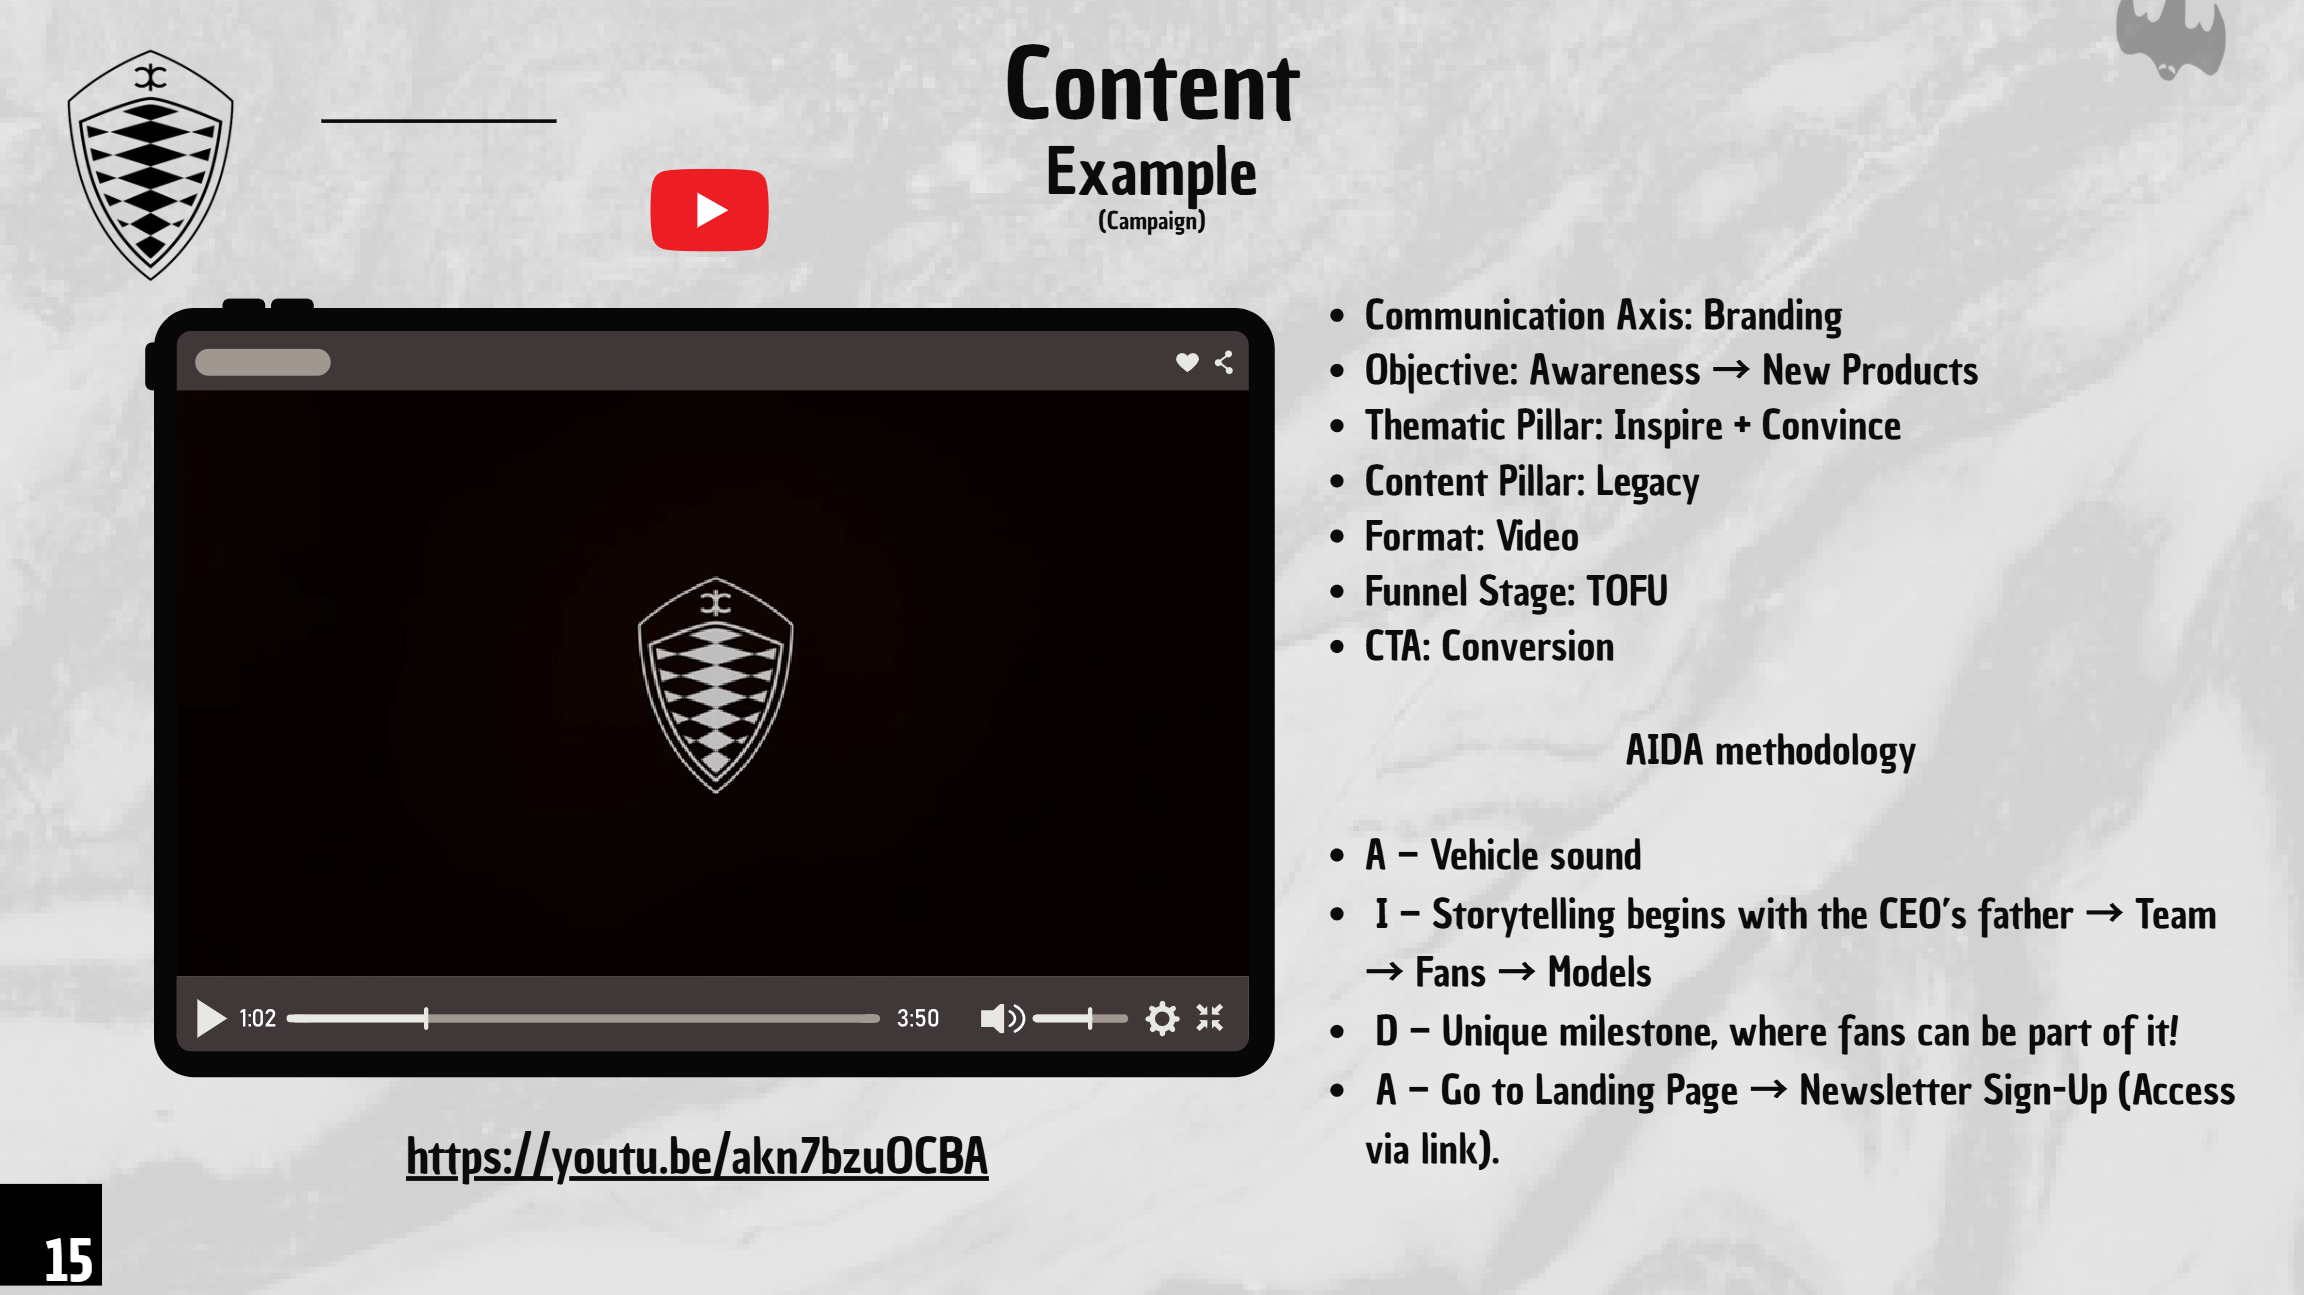 Content
Example
(Campaign)
• Communication Axis: Branding
• Objective: Awareness → New Products
• Thematic Pillar: Inspire + Convince
• Content Pillar: Legacy
• Format: Video
• Funnel Stage: TOFU
• CTA: Conversion
AIDA methodology
• A – Vehicle sound
• I – Storytelling begins with the CEO's father → Team
→ Fans → Models
• D – Unique milestone, where fans can be part of it!
• A – Go to Landing Page → Newsletter Sign-Up (Access
via link).
1:02
3:50
https://youtu.be/akn7bzuOCBA
15